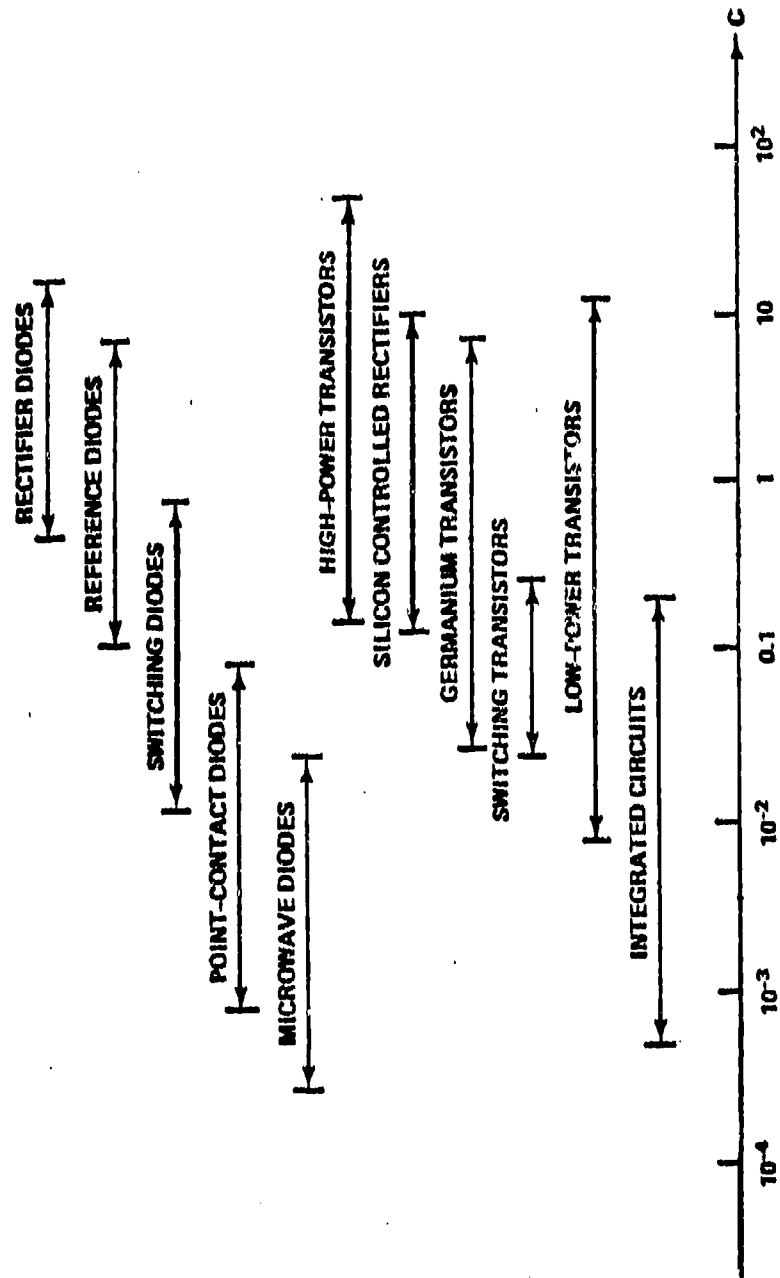 RECTIFIER DIODES
REFERENCE DIODES
SWITCHING DIODES
POINT-CONTACT DIODES
MICROWAVE DIODES
HIGH-POWER TRANSISTORS
SILICON CONTROLLED RECTIFIERS
GERMANIUM TRANSISTORS
SWITCHING TRANSISTORS
LOW-POWER TRANSISTORS
INTEGRATED CIRCUITS
10⁻⁴ 10⁻³ 10⁻² 0.1 1 10 10² C